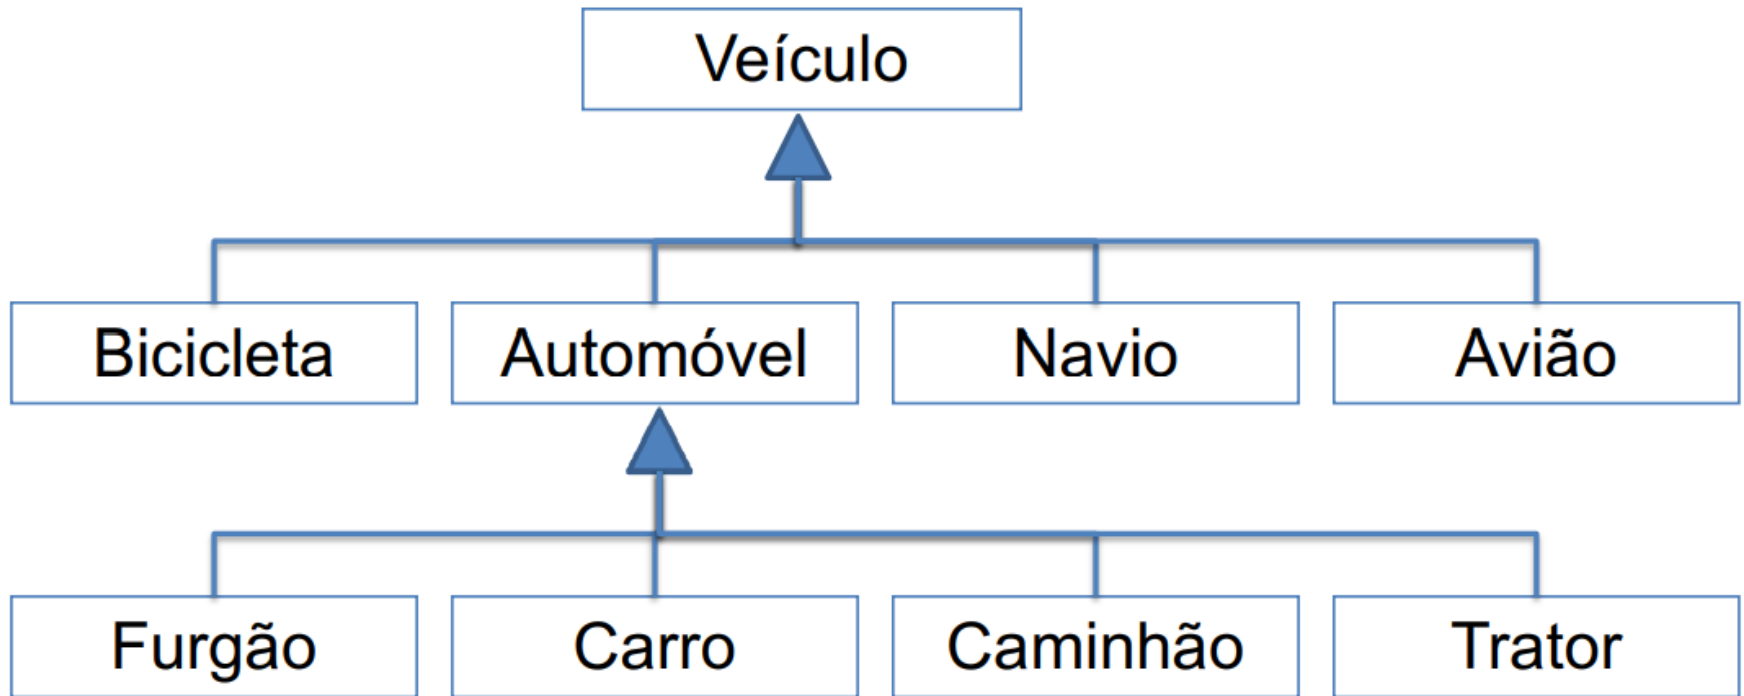 Veículo
Bicicleta
Automóvel
Navio
Avião
Furgão
Carro
Caminhão
Trator